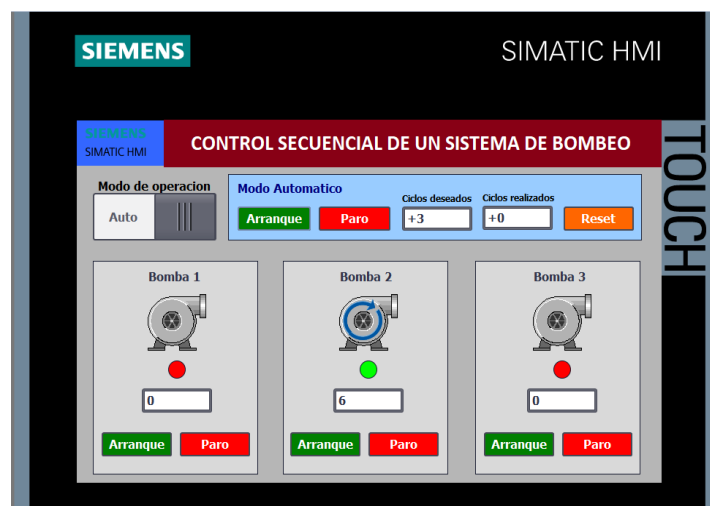 SIEMENS
SIMATIC HMI
TOUCH
SIEMENS
SIMATIC HMI
CONTROL SECUENCIAL DE UN SISTEMA DE BOMBEO
Modo de operacion
Auto
Modo Automatico
Ciclos deseados Ciclos realizados
Arranque Paro +3 +0 Reset
Bomba 1 Bomba 2 Bomba 3
0 6 0
Arranque Paro Arranque Paro Arranque Paro